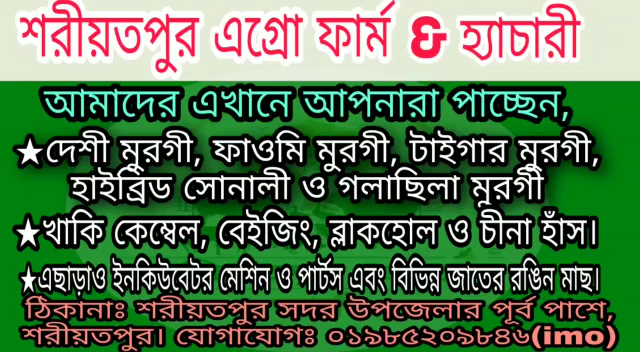 শরীয়তপুর এগ্রো ফার্ম & হ্যাচারী
আমাদের এখানে আপনারা পাচ্ছেন,
★দেশী মুরগী, ফাওমি মুরগী, টাইগার মুরগী,
হাইব্রিড সোনালী ও গলাছিলা মুরগী
★খাকি কেম্বেল, বেইজিং, ব্লাকহোল ও চীনা হাঁস।
★এছাড়াও ইনকিউবেটর মেশিন ও পার্টস এবং বিভিন্ন জাতের রঙিন মাছ।
ঠিকানাঃ শরীয়তপুর সদর উপজেলার পূর্ব পাশে,
শরীয়তপুর। যোগাযোগঃ ০১৯৮৫২০৯৮৪৬(imo)